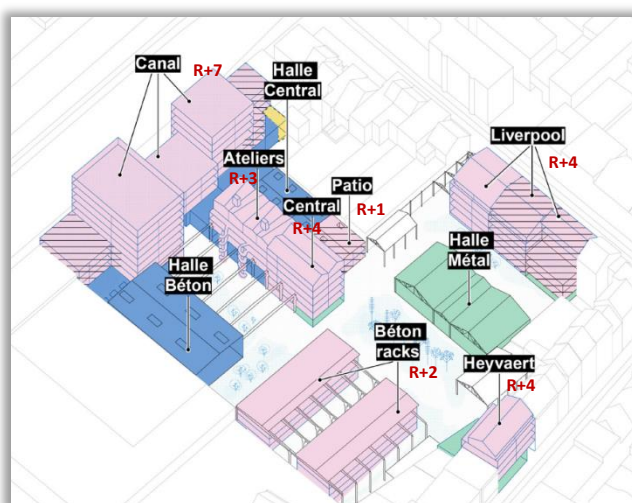 Canal
R+7
Halle
Central
Liverpool
R+4
Ateliers
R+3
Patio
R+1
Central
R+4
Halle
Métal
Halle
Béton
Béton
racks
R+2
Heyvaert
R+4